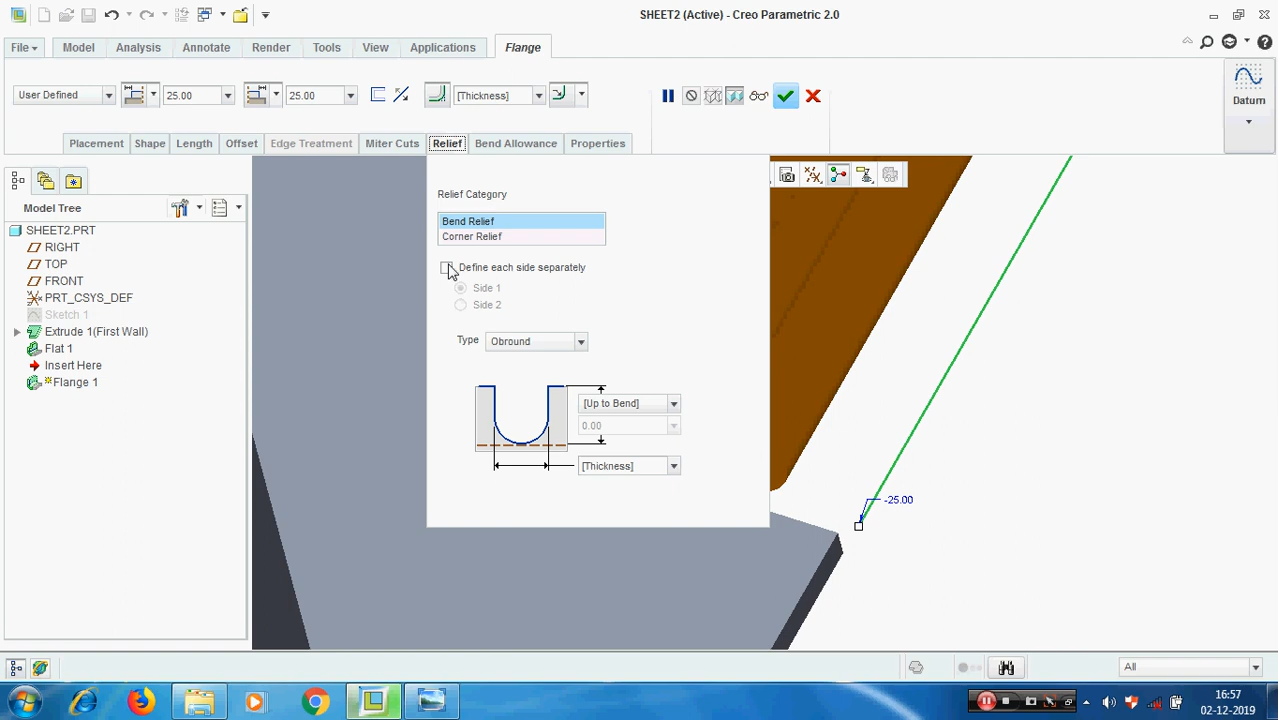 SHEET2 (Active) - Creo Parametric 2.0
File Model Analysis Annotate Render Tools View Applications Flange
User Defined 25.00 25.00 [Thickness]
Datum
Placement Shape Length Offset Edge Treatment Miter Cuts Relief Bend Allowance Properties
Model Tree
SHEET2.PRT
RIGHT
TOP
FRONT
PRT_CSYS_DEF
Sketch 1
Extrude 1(First Wall)
Flat 1
Insert Here
Flange 1
Relief Category
Bend Relief
Corner Relief
Define each side separately
Side 1
Side 2
Type Obround
[Up to Bend]
0.00
[Thickness]
-25.00
All
16:57
02-12-2019